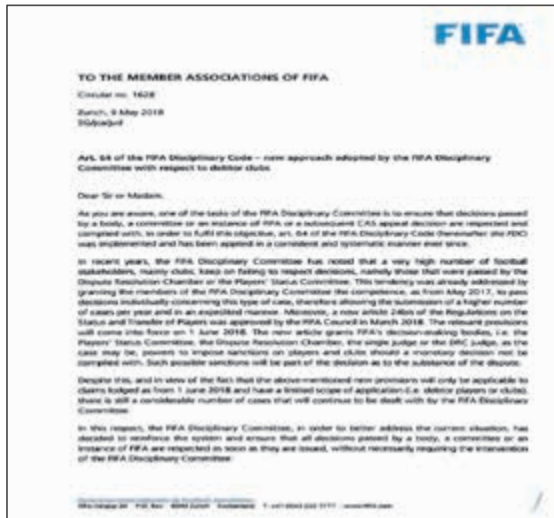 FIFA
TO THE MEMBER ASSOCIATIONS OF FIFA
Circular no. 1628
Zurich, 9 May 2018
Art. 64 of the FIFA Disciplinary Code – new approach adopted by the FIFA Disciplinary
Committee with respect to debtor clubs
Dear Sir or Madam,
As you are aware, one of the tasks of the FIFA Disciplinary Committee is to ensure that decisions passed
by a body, a committee or an instance of FIFA or a subsequent CAS appeal decision are respected and
complied with. In order to fulfil this objective, art. 64 of the FIFA Disciplinary Code (hereinafter the FDC)
was implemented and has been applied in a consistent and systematic manner ever since.
In recent years, the FIFA Disciplinary Committee has noted that a very high number of football
stakeholders, mainly clubs, keep on failing to respect decisions, namely those that were passed by the
Dispute Resolution Chamber or the Players' Status Committee. This tendency was already addressed by
granting the members of the FIFA Disciplinary Committee the competence, as from May 2017, to pass
decisions individually concerning this type of case, therefore allowing the submission of a higher number
of cases per year and in an expedited manner. Moreover, a new article 24bis of the Regulations on the
Status and Transfer of Players was approved by the FIFA Council in March 2018. The relevant provisions
will come into force on 1 June 2018. The new article grants FIFA's decision-making bodies, i.e. the
Players' Status Committee, the Dispute Resolution Chamber, the single judge or the DRC judge, as the
case may be, powers to impose sanctions on players and clubs should a monetary decision not be
complied with. Such possible sanctions will be part of the decision as to the substance of the dispute.
Despite this, and in view of the fact that the above-mentioned new provisions will only be applicable to
claims lodged as from 1 June 2018 and have a limited scope of application (i.e. debtor players or clubs),
there is still a considerable number of cases that will continue to be dealt with by the FIFA Disciplinary
Committee.
In this respect, the FIFA Disciplinary Committee, in order to better address the current situation, has
decided to reinforce the system and ensure that all decisions passed by a body, a committee or an
instance of FIFA are respected as soon as they are issued, without necessarily requiring the intervention
of the FIFA Disciplinary Committee.